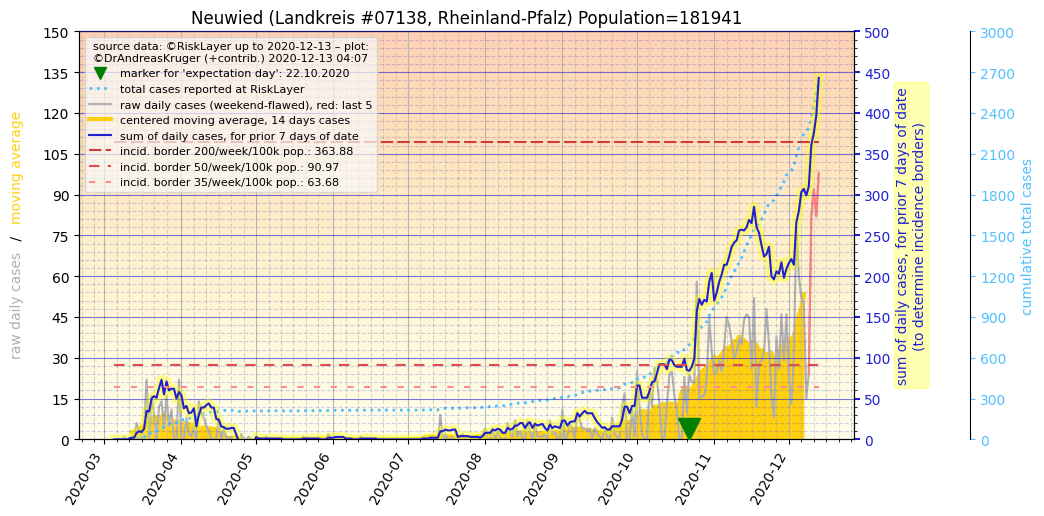 Neuwied (Landkreis #07138, Rheinland-Pfalz) Population=181941
source data: ©RiskLayer up to 2020-12-13 – plot:
©DrAndreasKruger (+contrib.) 2020-12-13 04:07
marker for 'expectation day': 22.10.2020
total cases reported at RiskLayer
raw daily cases (weekend-flawed), red: last 5
centered moving average, 14 days cases
sum of daily cases, for prior 7 days of date
incid. border 200/week/100k pop.: 363.88
incid. border 50/week/100k pop.: 90.97
incid. border 35/week/100k pop.: 63.68
raw daily cases / moving average
150
135
120
105
90
75
60
45
30
15
0
2020-03
2020-04
2020-05
2020-06
2020-07
2020-08
2020-09
2020-10
2020-11
2020-12
500
450
400
350
300
250
200
150
100
50
0
sum of daily cases, for prior 7 days of date
(to determine incidence borders)
3000
2700
2400
2100
1800
1500
1200
900
600
300
0
cumulative total cases